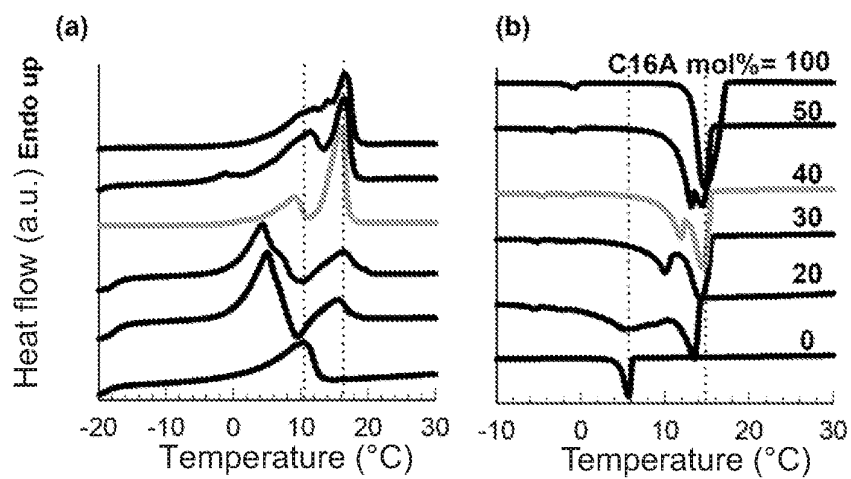 (a)
(b)
Heat flow (a.u.) Endo up
C16A mol%= 100
50
40
30
20
0
-20 -10 0 10 20 30
-10 0 10 20 30
Temperature (°C)
Temperature (°C)